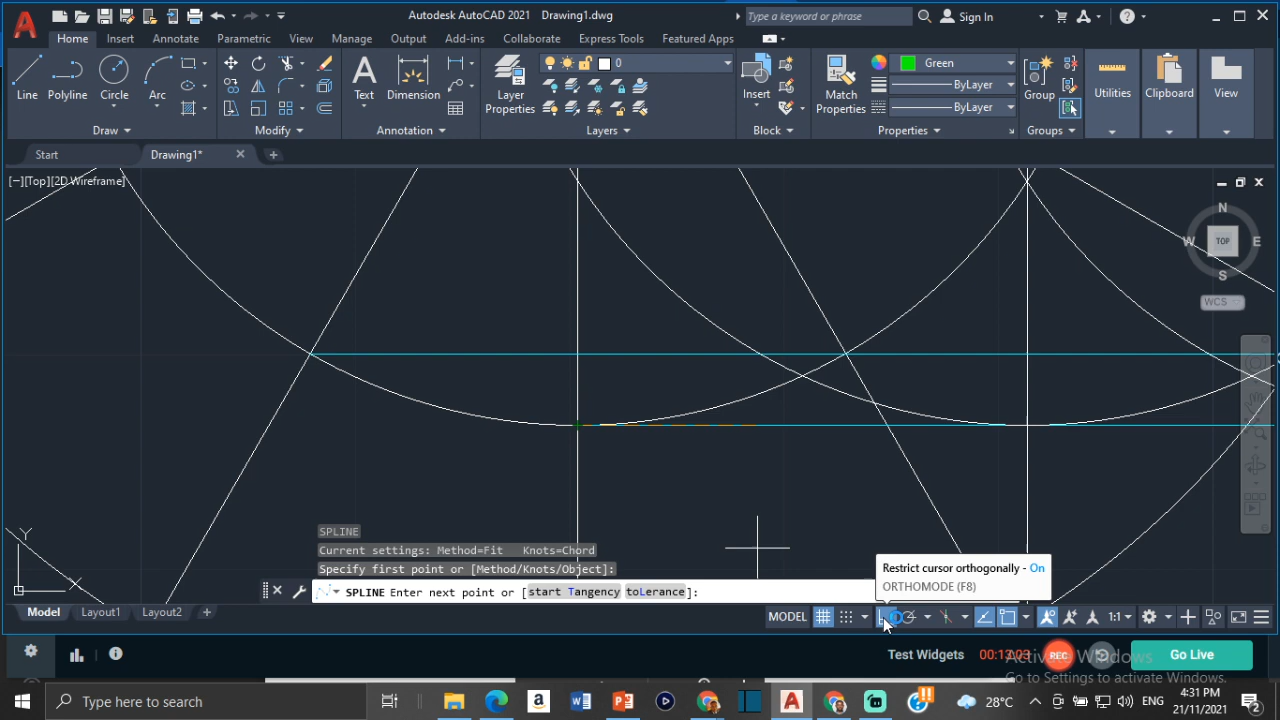 Autodesk AutoCAD 2021 Drawing1.dwg
Type a keyword or phrase
Sign In
Home Insert Annotate Parametric View Manage Output Add-ins Collaborate Express Tools Featured Apps
Line Polyline Circle Arc
Text Dimension
Layer Properties
0
Insert
Match Properties
Green
ByLayer
ByLayer
Group
Utilities
Clipboard
View
Draw Modify Annotation Layers Block Properties Groups
Start Drawing1*
[−][Top][2D Wireframe]
N
W TOP E
S
WCS
Y
X
SPLINE
Current settings: Method=Fit Knots=Chord
Specify first point or [Method/Knots/Object]:
SPLINE Enter next point or [start Tangency toLerance]:
Restrict cursor orthogonally - On
ORTHOMODE (F8)
Model Layout1 Layout2
MODEL
1:1
Test Widgets
00:13:03
REC
Go Live
Activate Windows
Go to Settings to activate Windows.
Type here to search
28°C
ENG
4:31 PM
21/11/2021
2